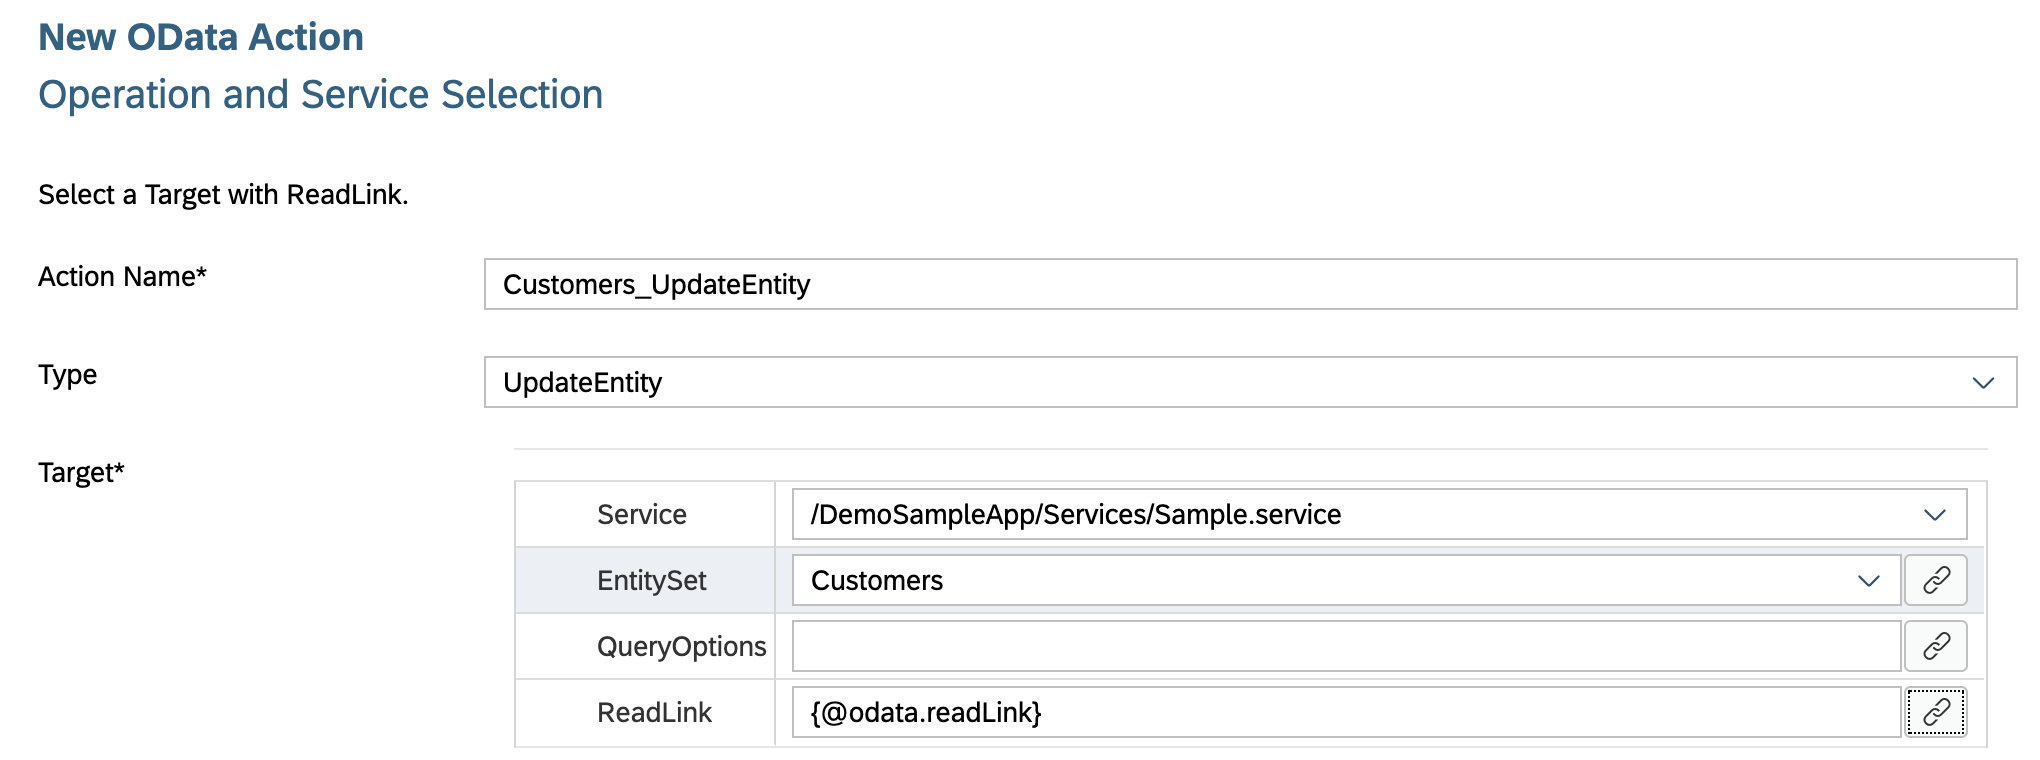 New OData Action
Operation and Service Selection
Select a Target with ReadLink.
Action Name*
Customers_UpdateEntity
Type
UpdateEntity
Target*
Service
/DemoSampleApp/Services/Sample.service
EntitySet
Customers
QueryOptions
ReadLink
{@odata.readLink}